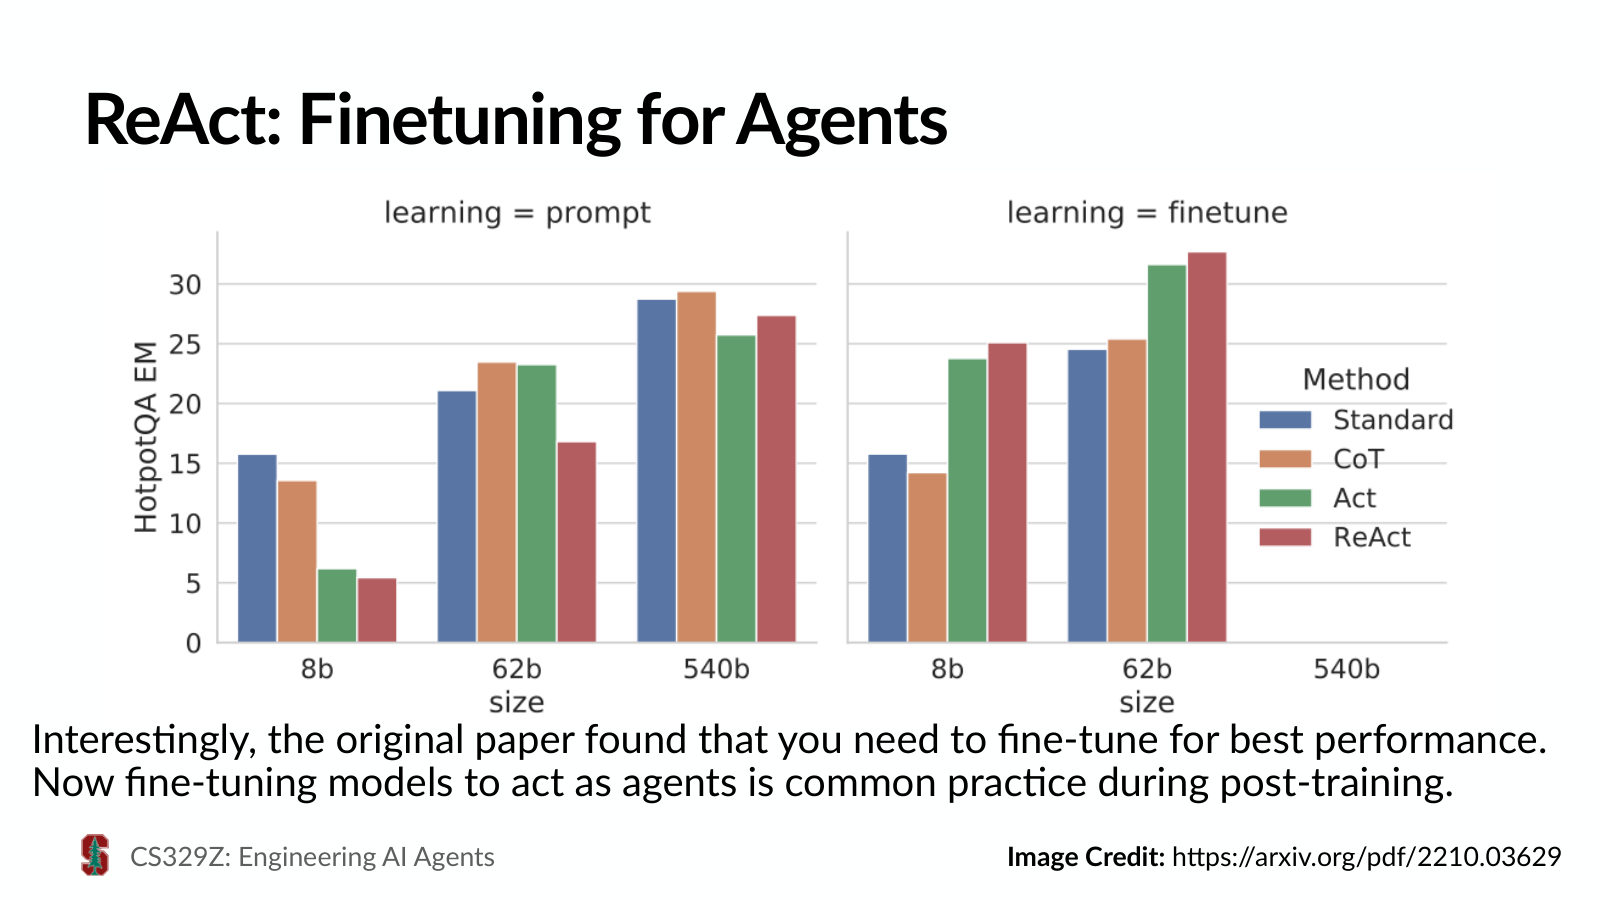 ReAct: Finetuning for Agents
learning = prompt
learning = finetune
HotpotQA EM
30
25
20
15
10
5
0
8b
62b
540b
size
8b
62b
540b
size
Method
Standard
CoT
Act
ReAct
Interestingly, the original paper found that you need to fine-tune for best performance.
Now fine-tuning models to act as agents is common practice during post-training.
CS329Z: Engineering AI Agents
Image Credit: https://arxiv.org/pdf/2210.03629